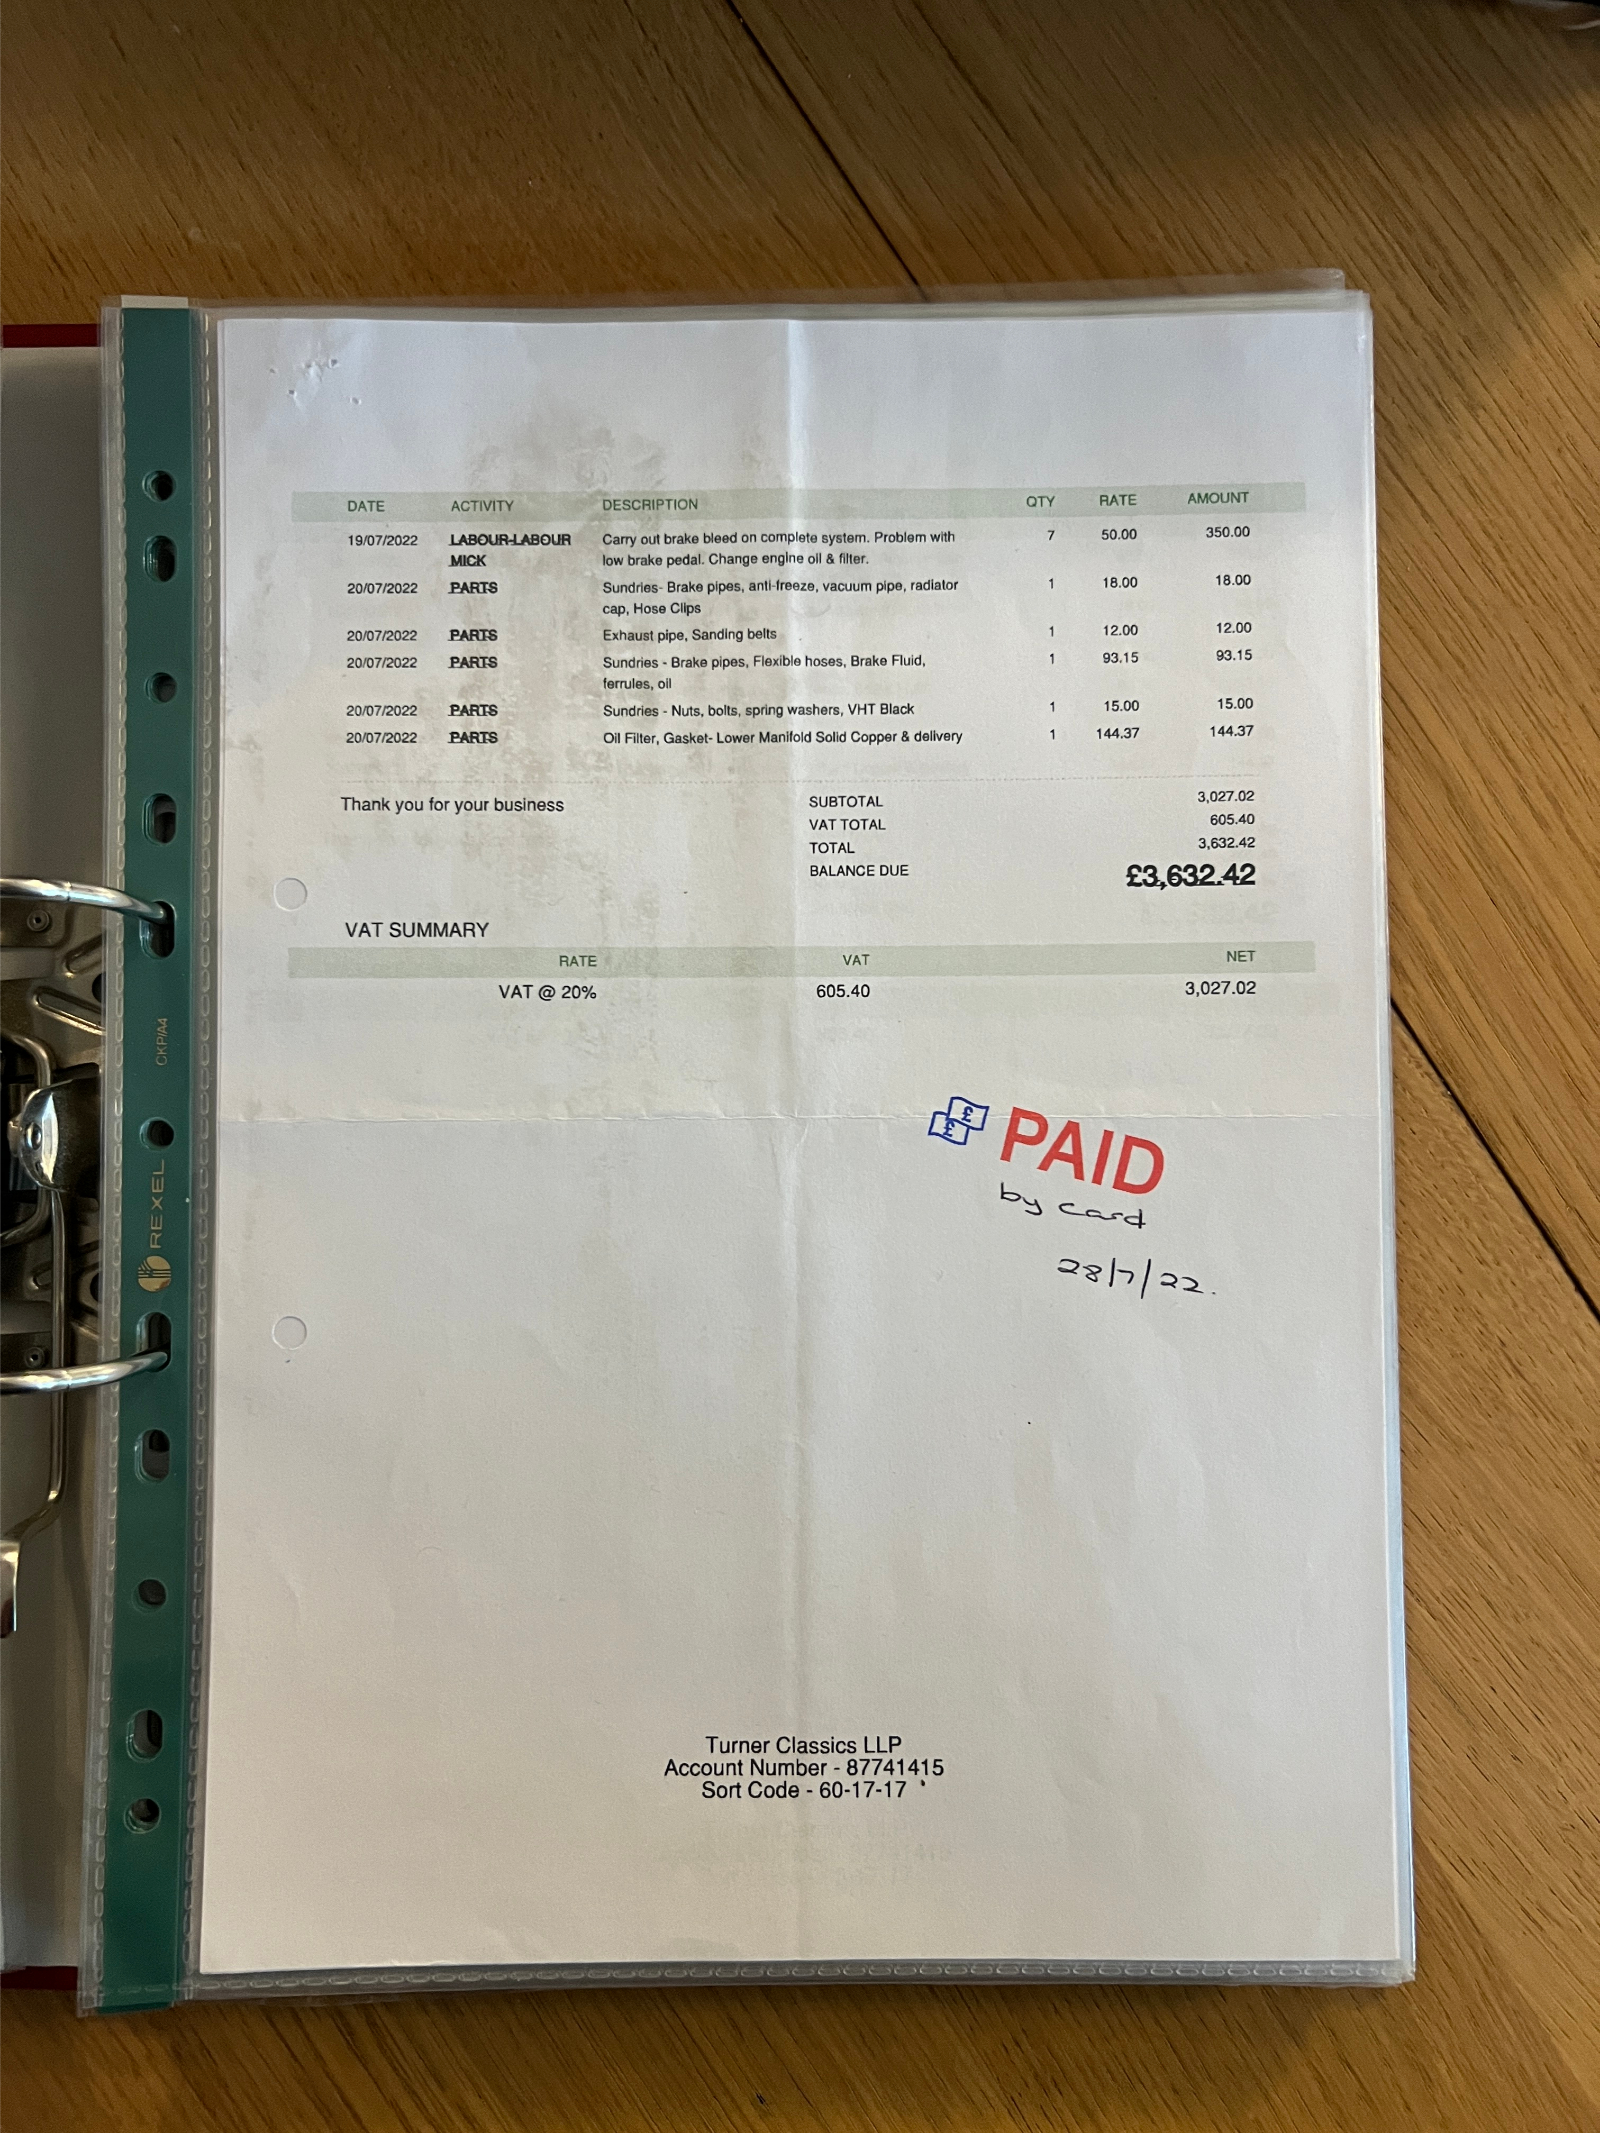 DATE ACTIVITY DESCRIPTION QTY RATE AMOUNT
19/07/2022 LABOUR-LABOUR Carry out brake bleed on complete system. Problem with 7 50.00 350.00
MICK low brake pedal. Change engine oil & filter.
20/07/2022 PARTS Sundries- Brake pipes, anti-freeze, vacuum pipe, radiator 1 18.00 18.00
cap, Hose Clips
20/07/2022 PARTS Exhaust pipe, Sanding belts 1 12.00 12.00
20/07/2022 PARTS Sundries - Brake pipes, Flexible hoses, Brake Fluid, 1 93.15 93.15
ferrules, oil
20/07/2022 PARTS Sundries - Nuts, bolts, spring washers, VHT Black 1 15.00 15.00
20/07/2022 PARTS Oil Filter, Gasket- Lower Manifold Solid Copper & delivery 1 144.37 144.37
Thank you for your business
SUBTOTAL 3,027.02
VAT TOTAL 605.40
TOTAL 3,632.42
BALANCE DUE £3,632.42
VAT SUMMARY
RATE VAT NET
VAT @ 20% 605.40 3,027.02
CKP/A4
REXEL
£ £ PAID
by card
28/7/22.
Turner Classics LLP
Account Number - 87741415
Sort Code - 60-17-17